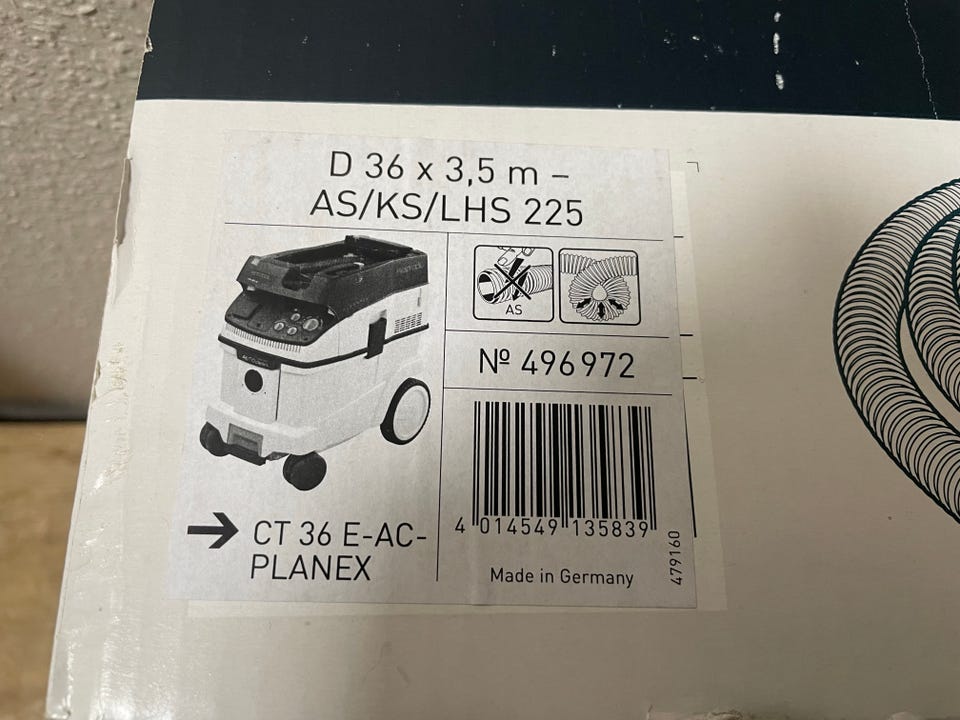 D 36 x 3,5 m –
AS/KS/LHS 225
AS
Nº 496972
4 014549 135839
479160
Made in Germany
CT 36 E-AC-
PLANEX